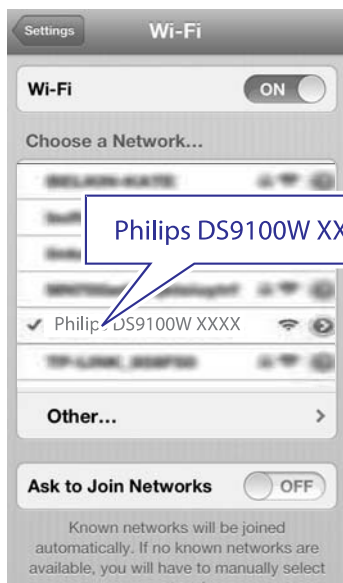 Settings
Wi-Fi
Wi-Fi
ON
Choose a Network...
Philips DS9100W XX
Philips DS9100W XXXX
Other...
Ask to Join Networks
OFF
Known networks will be joined
automatically. If no known networks are
available, you will have to manually select